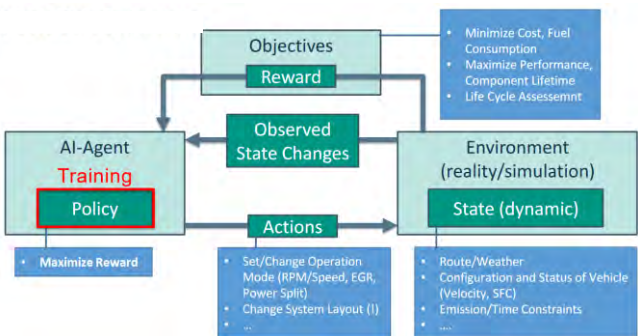 Objectives
Reward
• Minimize Cost, Fuel
Consumption
• Maximize Performance,
Component Lifetime
• Life Cycle Assessemnt
Observed
State Changes
AI-Agent
Training
Policy
Environment
(reality/simulation)
State (dynamic)
Actions
• Maximize Reward
• Set/Change Operation
Mode (RPM/Speed, EGR,
Power Split)
• Change System Layout (!)
• ...
• Route/Weather
• Configuration and Status of Vehicle
(Velocity, SFC)
• Emission/Time Constraints
....